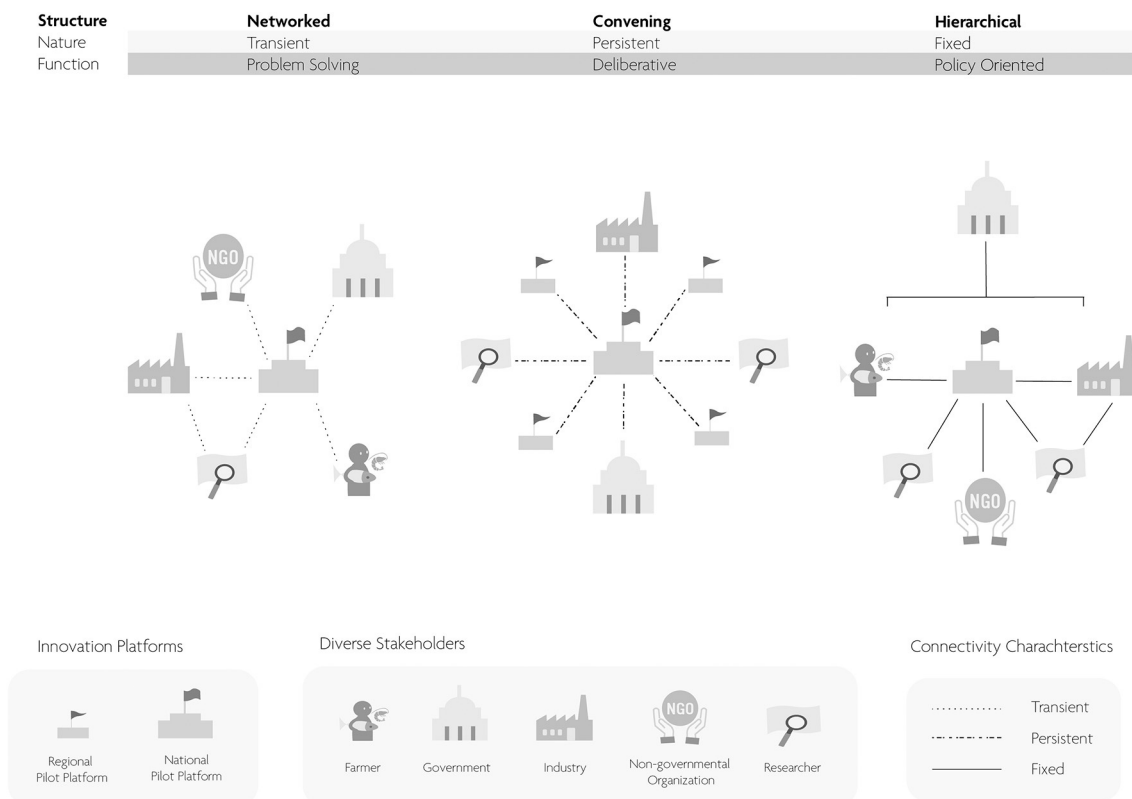 Structure Networked Convening Hierarchical
Nature Transient Persistent Fixed
Function Problem Solving Deliberative Policy Oriented
NGO
NGO
Innovation Platforms Diverse Stakeholders Connectivity Charachterstics
NGO
Transient
Persistent
Fixed
Regional
Pilot Platform
National
Pilot Platform
Farmer
Government
Industry
Non-governmental
Organization
Researcher